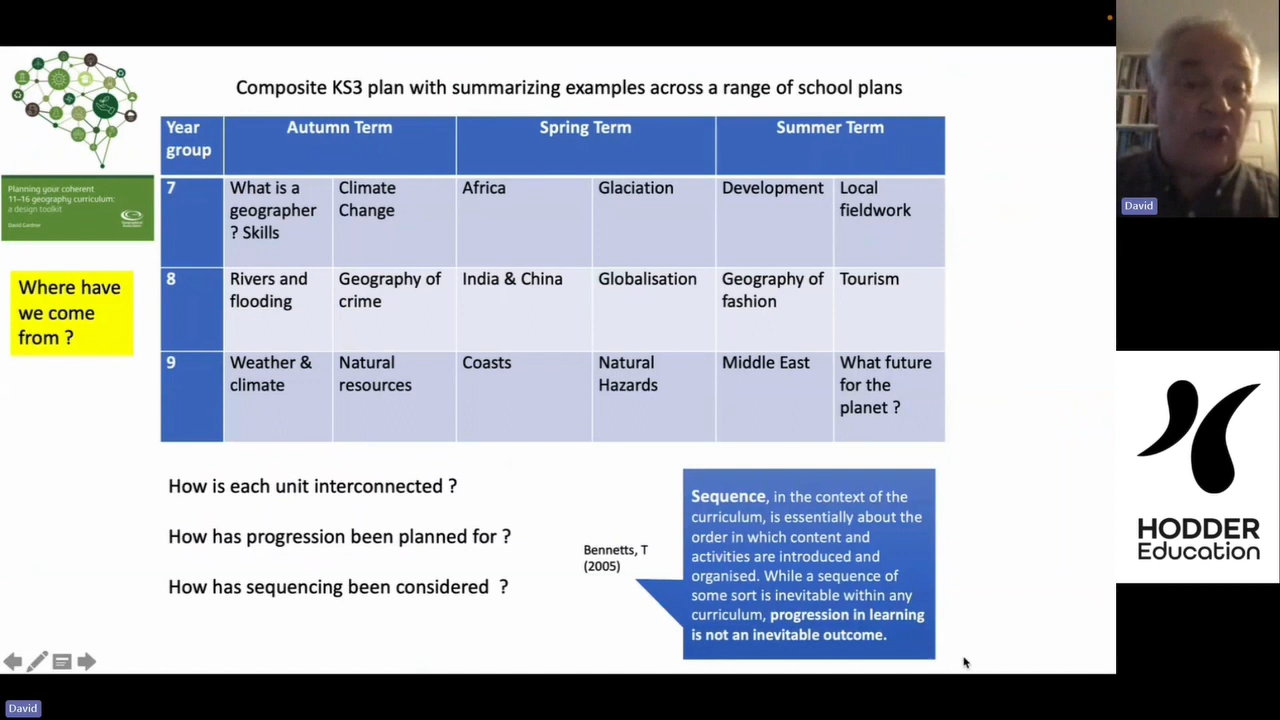 Composite KS3 plan with summarizing examples across a range of school plans
Planning your coherent
11–16 geography curriculum:
a design toolkit
David Gardner
Where have
we come
from ?
Year
group
Autumn Term
Spring Term
Summer Term
7
What is a
geographer
? Skills
Climate
Change
Africa
Glaciation
Development
Local
fieldwork
8
Rivers and
flooding
Geography of
crime
India & China
Globalisation
Geography of
fashion
Tourism
9
Weather &
climate
Natural
resources
Coasts
Natural
Hazards
Middle East
What future
for the
planet ?
How is each unit interconnected ?
How has progression been planned for ?
How has sequencing been considered ?
Bennetts, T
(2005)
Sequence, in the context of the
curriculum, is essentially about the
order in which content and
activities are introduced and
organised. While a sequence of
some sort is inevitable within any
curriculum, progression in learning
is not an inevitable outcome.
David
HODDER
Education
David